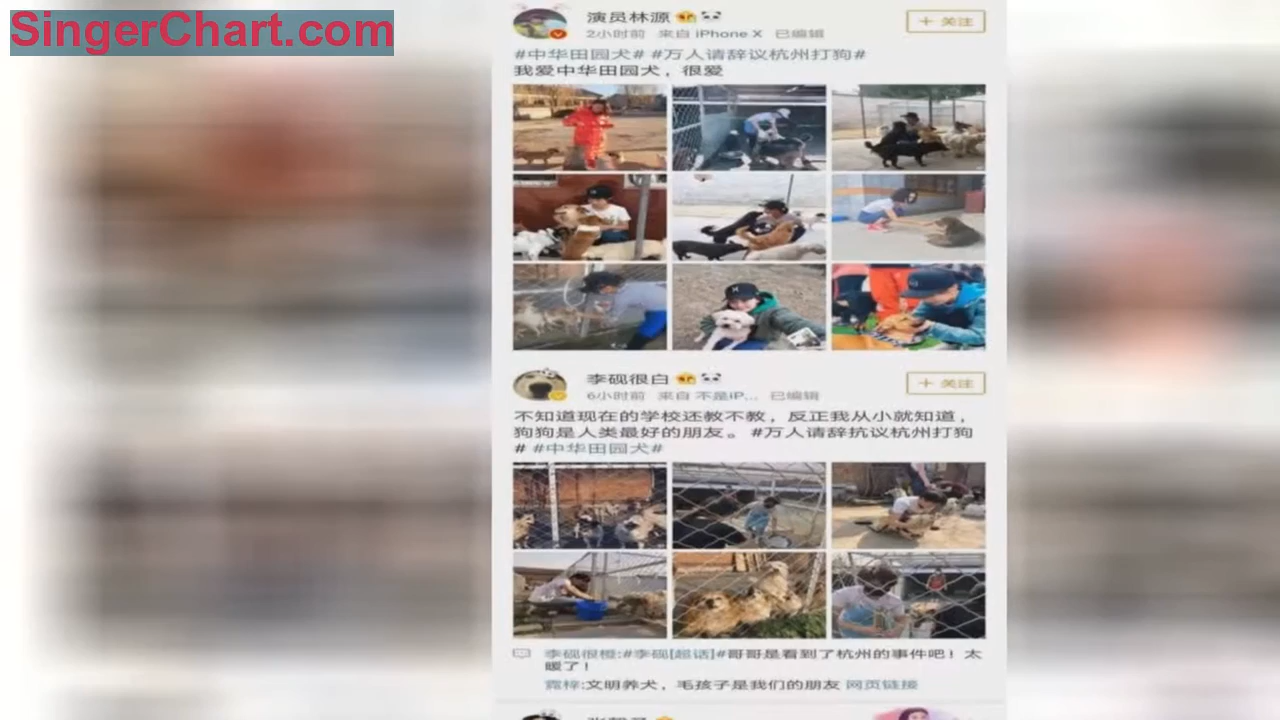 SingerChart.com
演员林源
+ 关注
2小时前 来自 iPhone X 已编辑
#中华田园犬# #万人请辞议杭州打狗#
我爱中华田园犬，很爱
李砚很白
+ 关注
6小时前 来自 不是iP... 已编辑
不知道现在的学校还教不教，反正我从小就知道，
狗狗是人类最好的朋友。#万人请辞抗议杭州打狗
# #中华田园犬#
李砚很橙:#李砚[超话]#哥哥是看到了杭州的事件吧！太
暖了！
霞梓:文明养犬，毛孩子是我们的朋友 网页链接